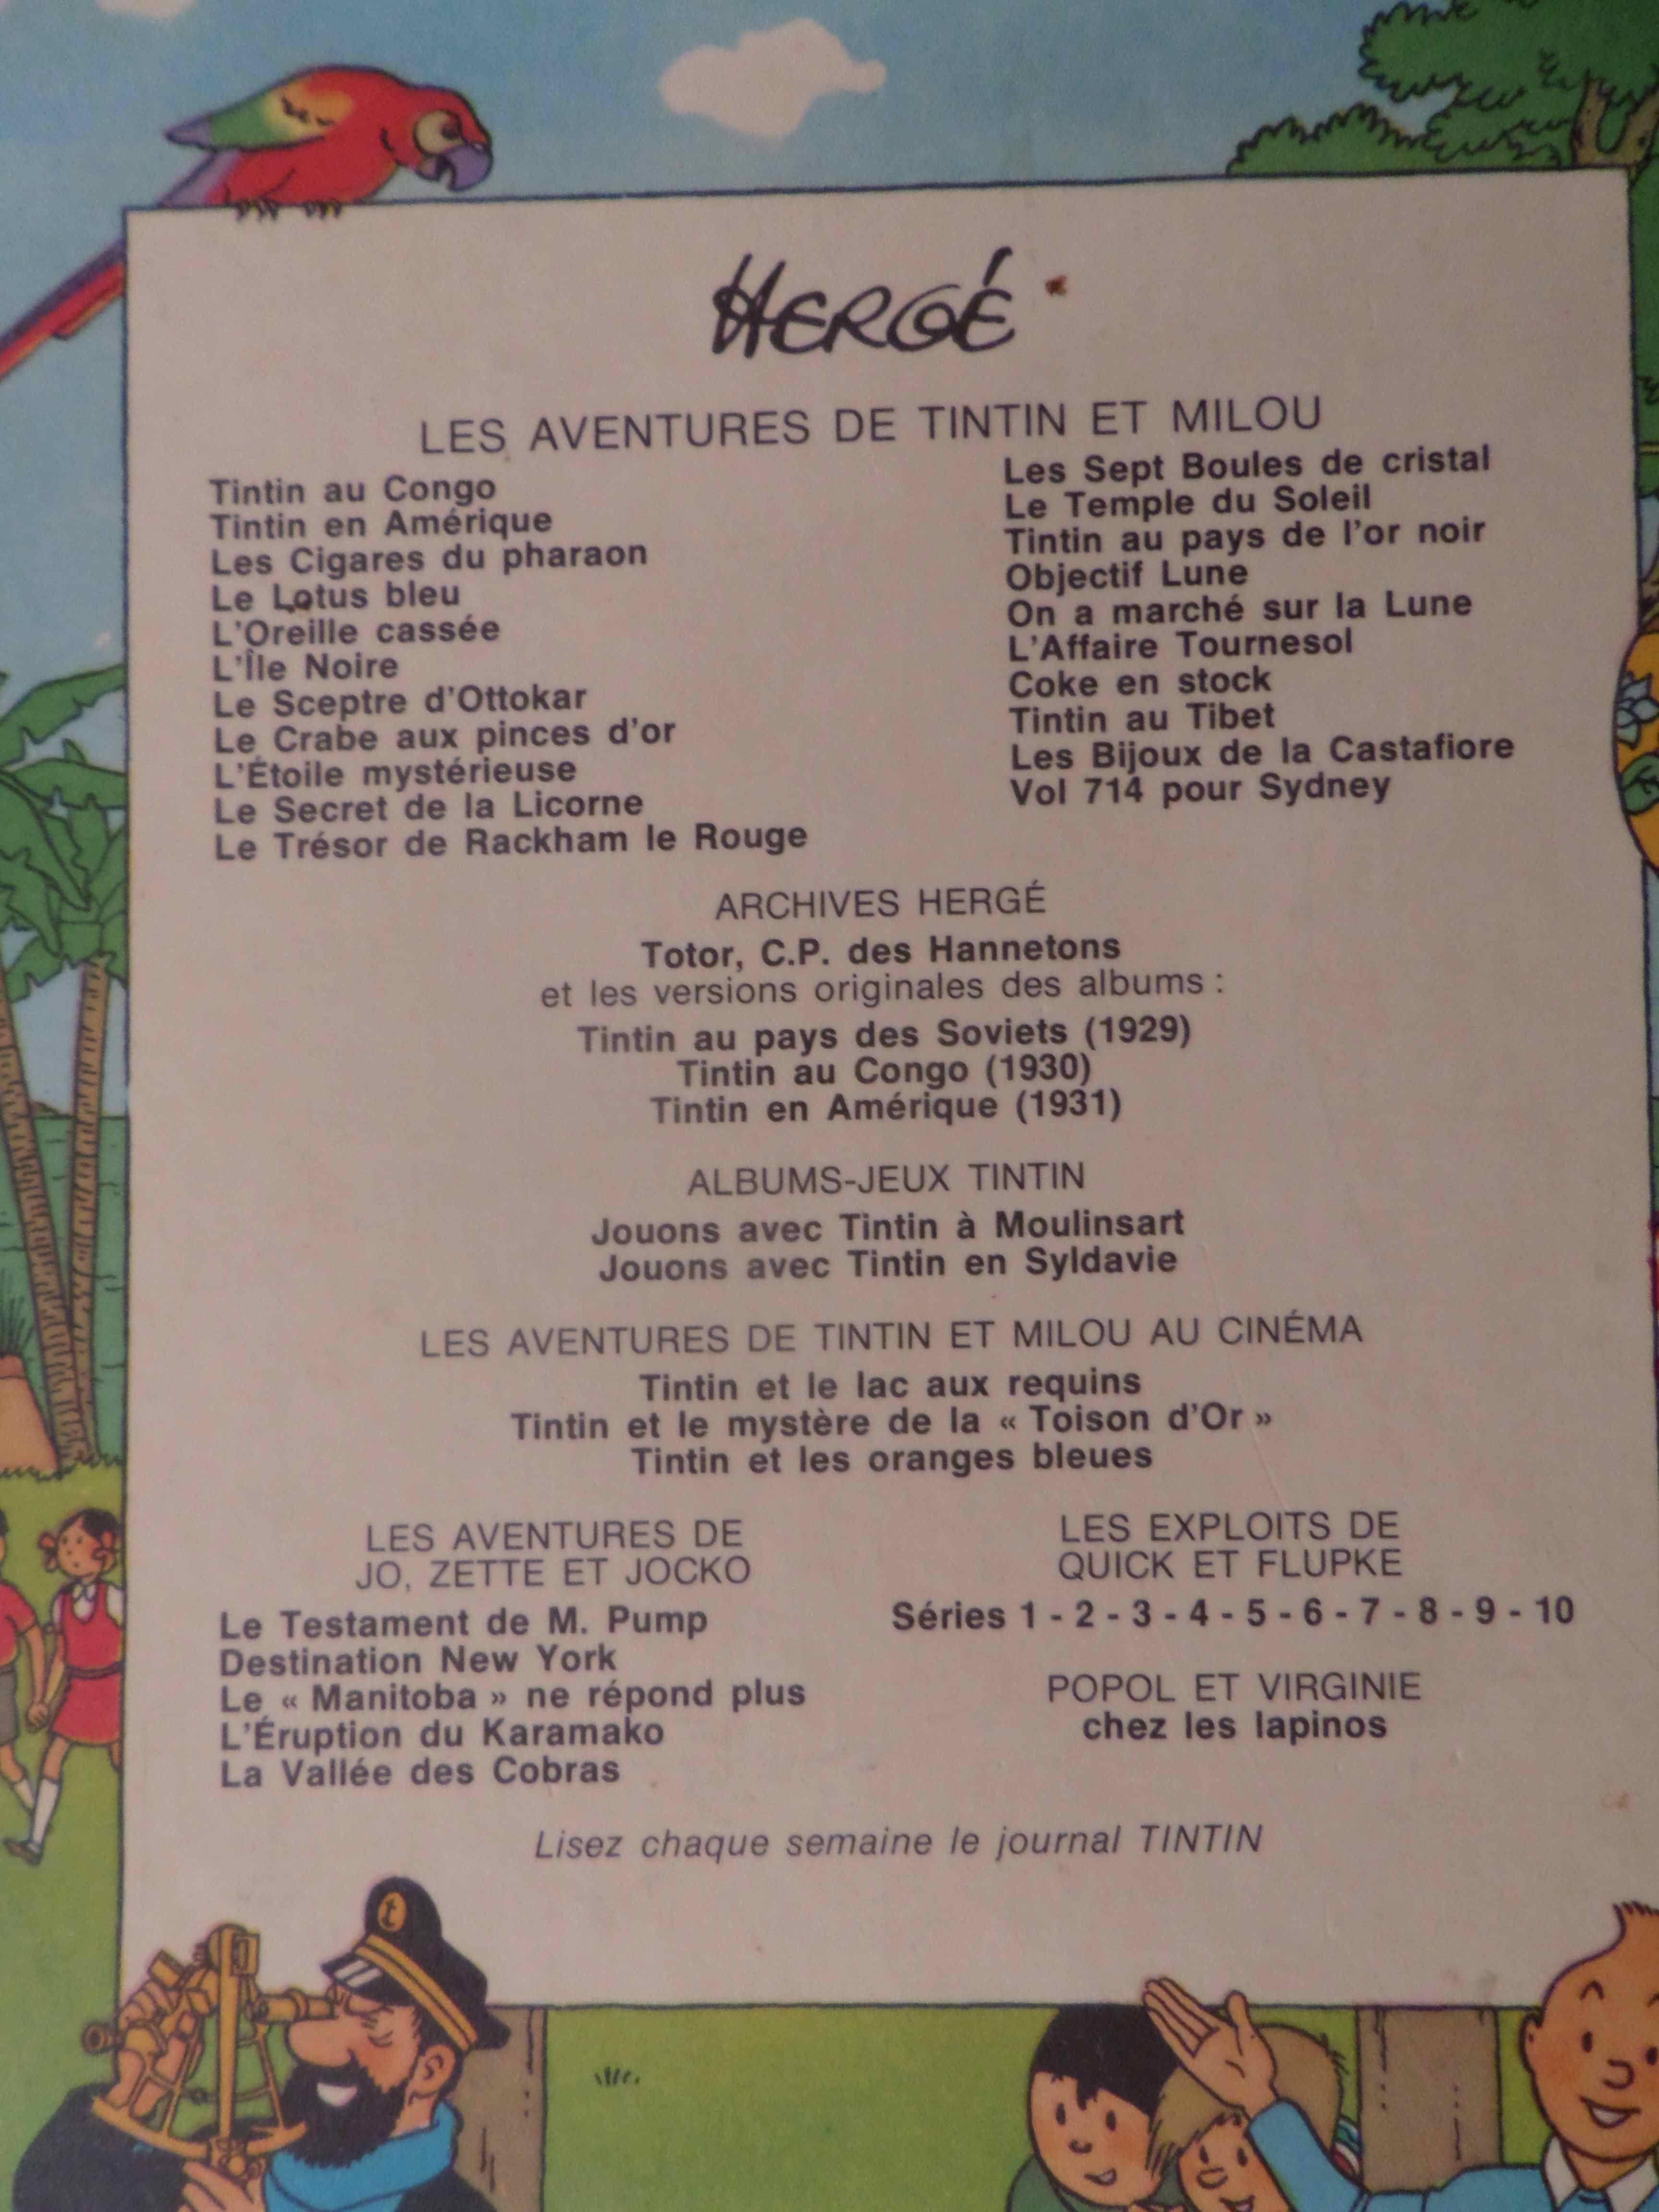 HERGÉ
LES AVENTURES DE TINTIN ET MILOU
Tintin au Congo
Tintin en Amérique
Les Cigares du pharaon
Le Lotus bleu
L'Oreille cassée
L'Île Noire
Le Sceptre d'Ottokar
Le Crabe aux pinces d'or
L'Étoile mystérieuse
Le Secret de la Licorne
Le Trésor de Rackham le Rouge
Les Sept Boules de cristal
Le Temple du Soleil
Tintin au pays de l'or noir
Objectif Lune
On a marché sur la Lune
L'Affaire Tournesol
Coke en stock
Tintin au Tibet
Les Bijoux de la Castafiore
Vol 714 pour Sydney
ARCHIVES HERGÉ
Totor, C.P. des Hannetons
et les versions originales des albums :
Tintin au pays des Soviets (1929)
Tintin au Congo (1930)
Tintin en Amérique (1931)
ALBUMS-JEUX TINTIN
Jouons avec Tintin à Moulinsart
Jouons avec Tintin en Syldavie
LES AVENTURES DE TINTIN ET MILOU AU CINÉMA
Tintin et le lac aux requins
Tintin et le mystère de la « Toison d'Or »
Tintin et les oranges bleues
LES AVENTURES DE
JO, ZETTE ET JOCKO
Le Testament de M. Pump
Destination New York
Le « Manitoba » ne répond plus
L'Éruption du Karamako
La Vallée des Cobras
LES EXPLOITS DE
QUICK ET FLUPKE
Séries 1 - 2 - 3 - 4 - 5 - 6 - 7 - 8 - 9 - 10
POPOL ET VIRGINIE
chez les lapinos
Lisez chaque semaine le journal TINTIN
t